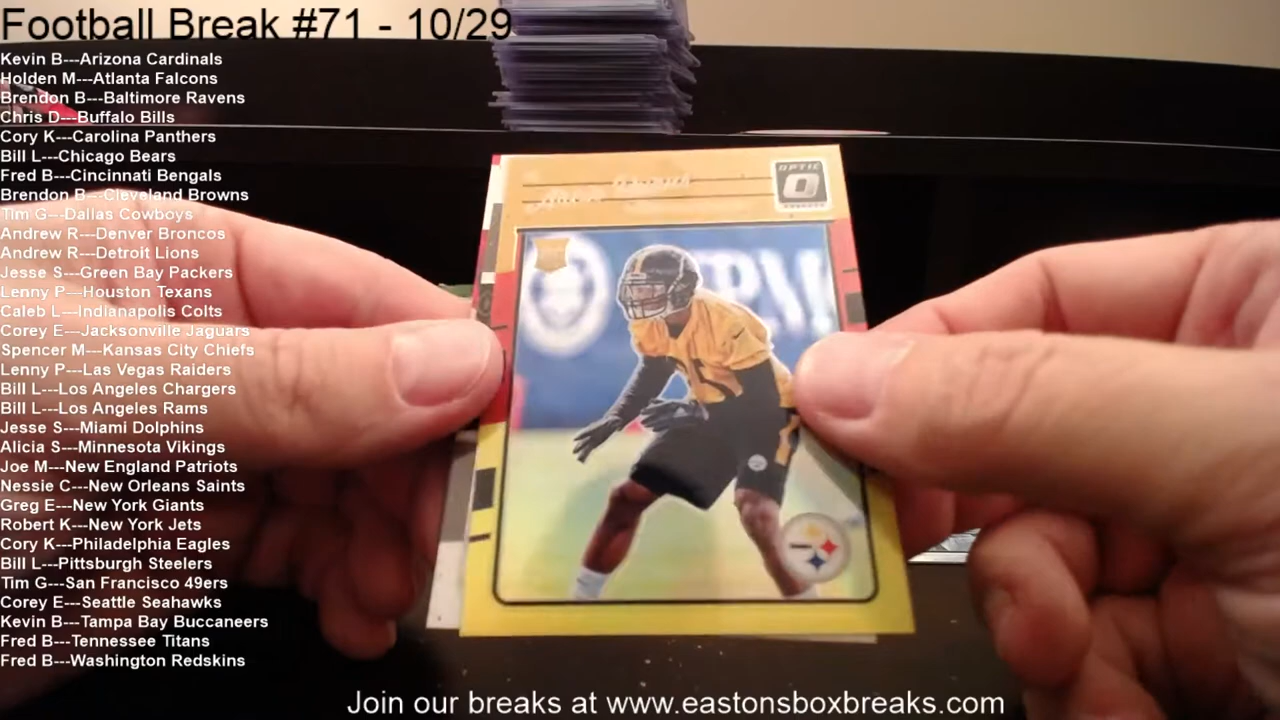 Football Break #71 - 10/29
Kevin B---Arizona Cardinals
Holden M---Atlanta Falcons
Brendon B---Baltimore Ravens
Chris D---Buffalo Bills
Cory K---Carolina Panthers
Bill L---Chicago Bears
Fred B---Cincinnati Bengals
Brendon B---Cleveland Browns
Tim G---Dallas Cowboys
Andrew R---Denver Broncos
Andrew R---Detroit Lions
Jesse S---Green Bay Packers
Lenny P---Houston Texans
Caleb L---Indianapolis Colts
Corey E---Jacksonville Jaguars
Spencer M---Kansas City Chiefs
Lenny P---Las Vegas Raiders
Bill L---Los Angeles Chargers
Bill L---Los Angeles Rams
Jesse S---Miami Dolphins
Alicia S---Minnesota Vikings
Joe M---New England Patriots
Nessie C---New Orleans Saints
Greg E---New York Giants
Robert K---New York Jets
Cory K---Philadelphia Eagles
Bill L---Pittsburgh Steelers
Tim G---San Francisco 49ers
Corey E---Seattle Seahawks
Kevin B---Tampa Bay Buccaneers
Fred B---Tennessee Titans
Fred B---Washington Redskins
OPTIC
Join our breaks at www.eastonsboxbreaks.com